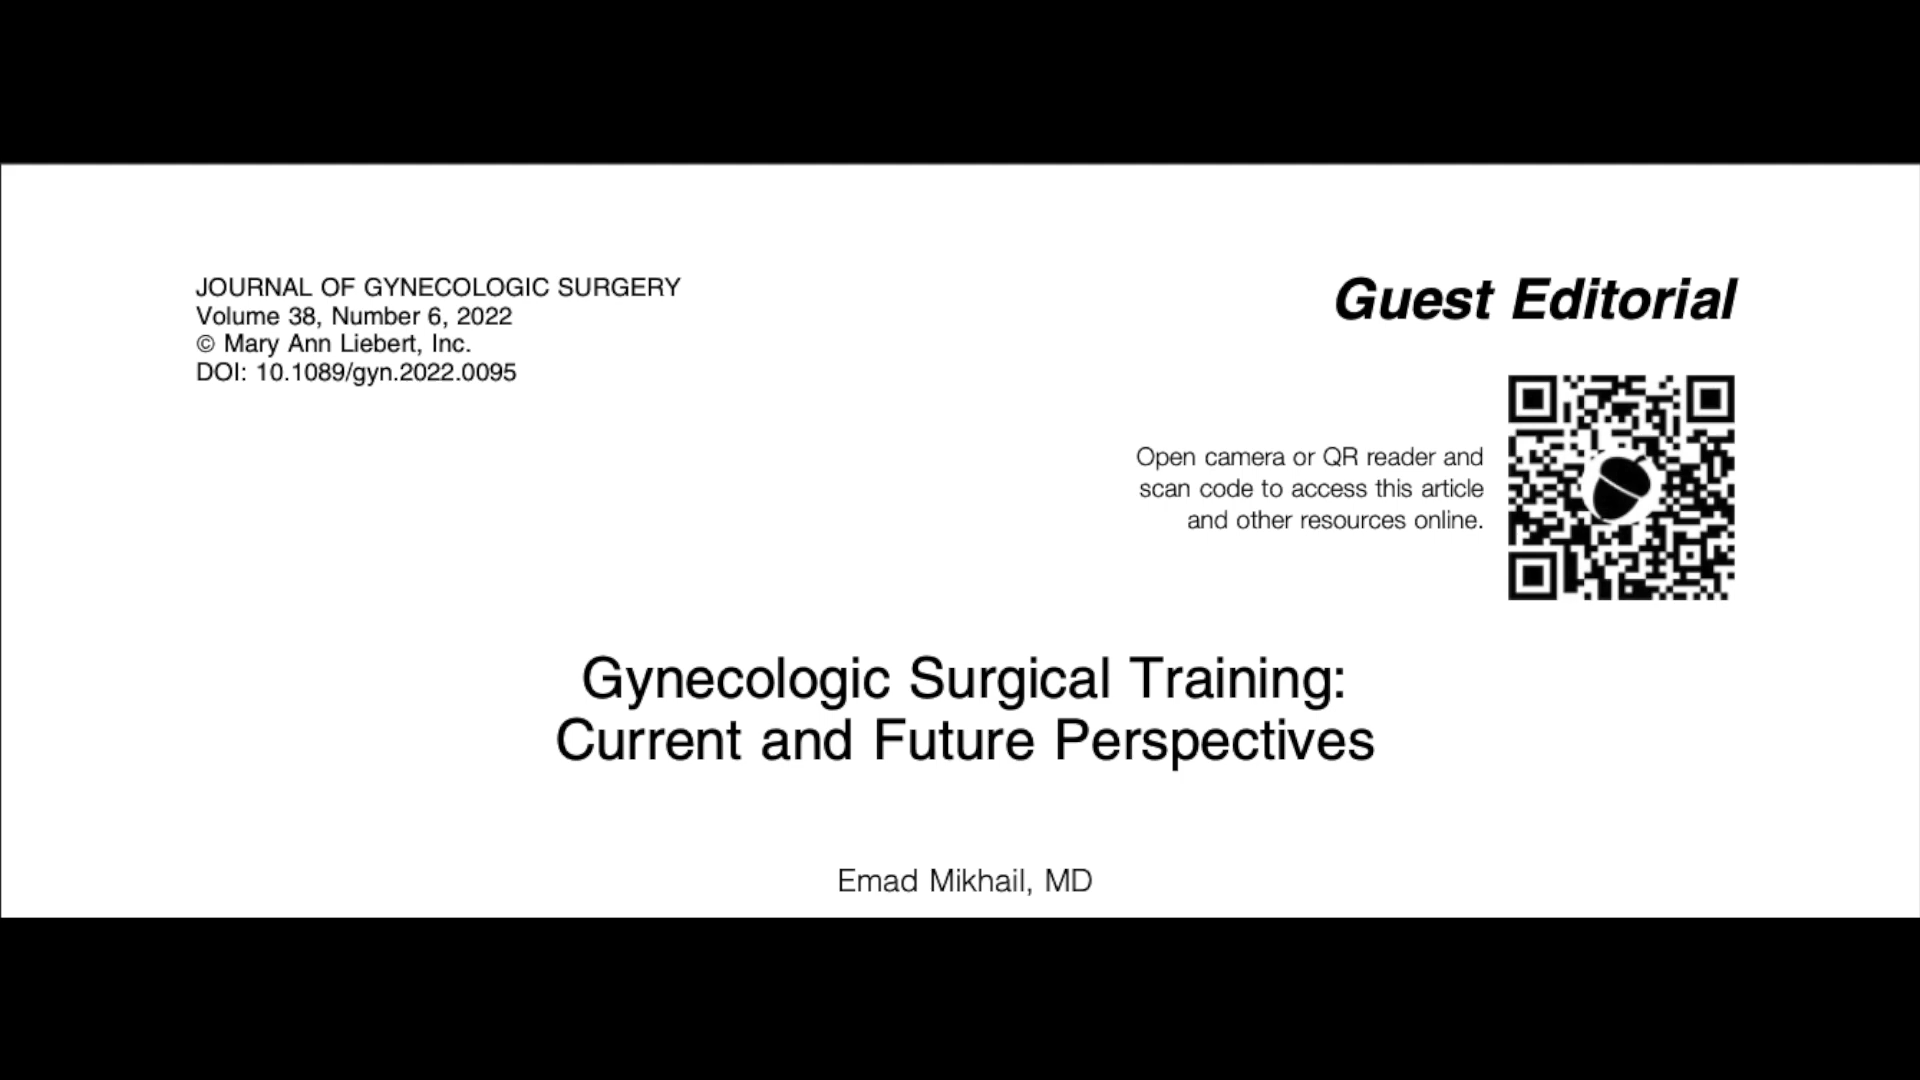 JOURNAL OF GYNECOLOGIC SURGERY
Volume 38, Number 6, 2022
© Mary Ann Liebert, Inc.
DOI: 10.1089/gyn.2022.0095
Guest Editorial
Open camera or QR reader and
scan code to access this article
and other resources online.
Gynecologic Surgical Training:
Current and Future Perspectives
Emad Mikhail, MD